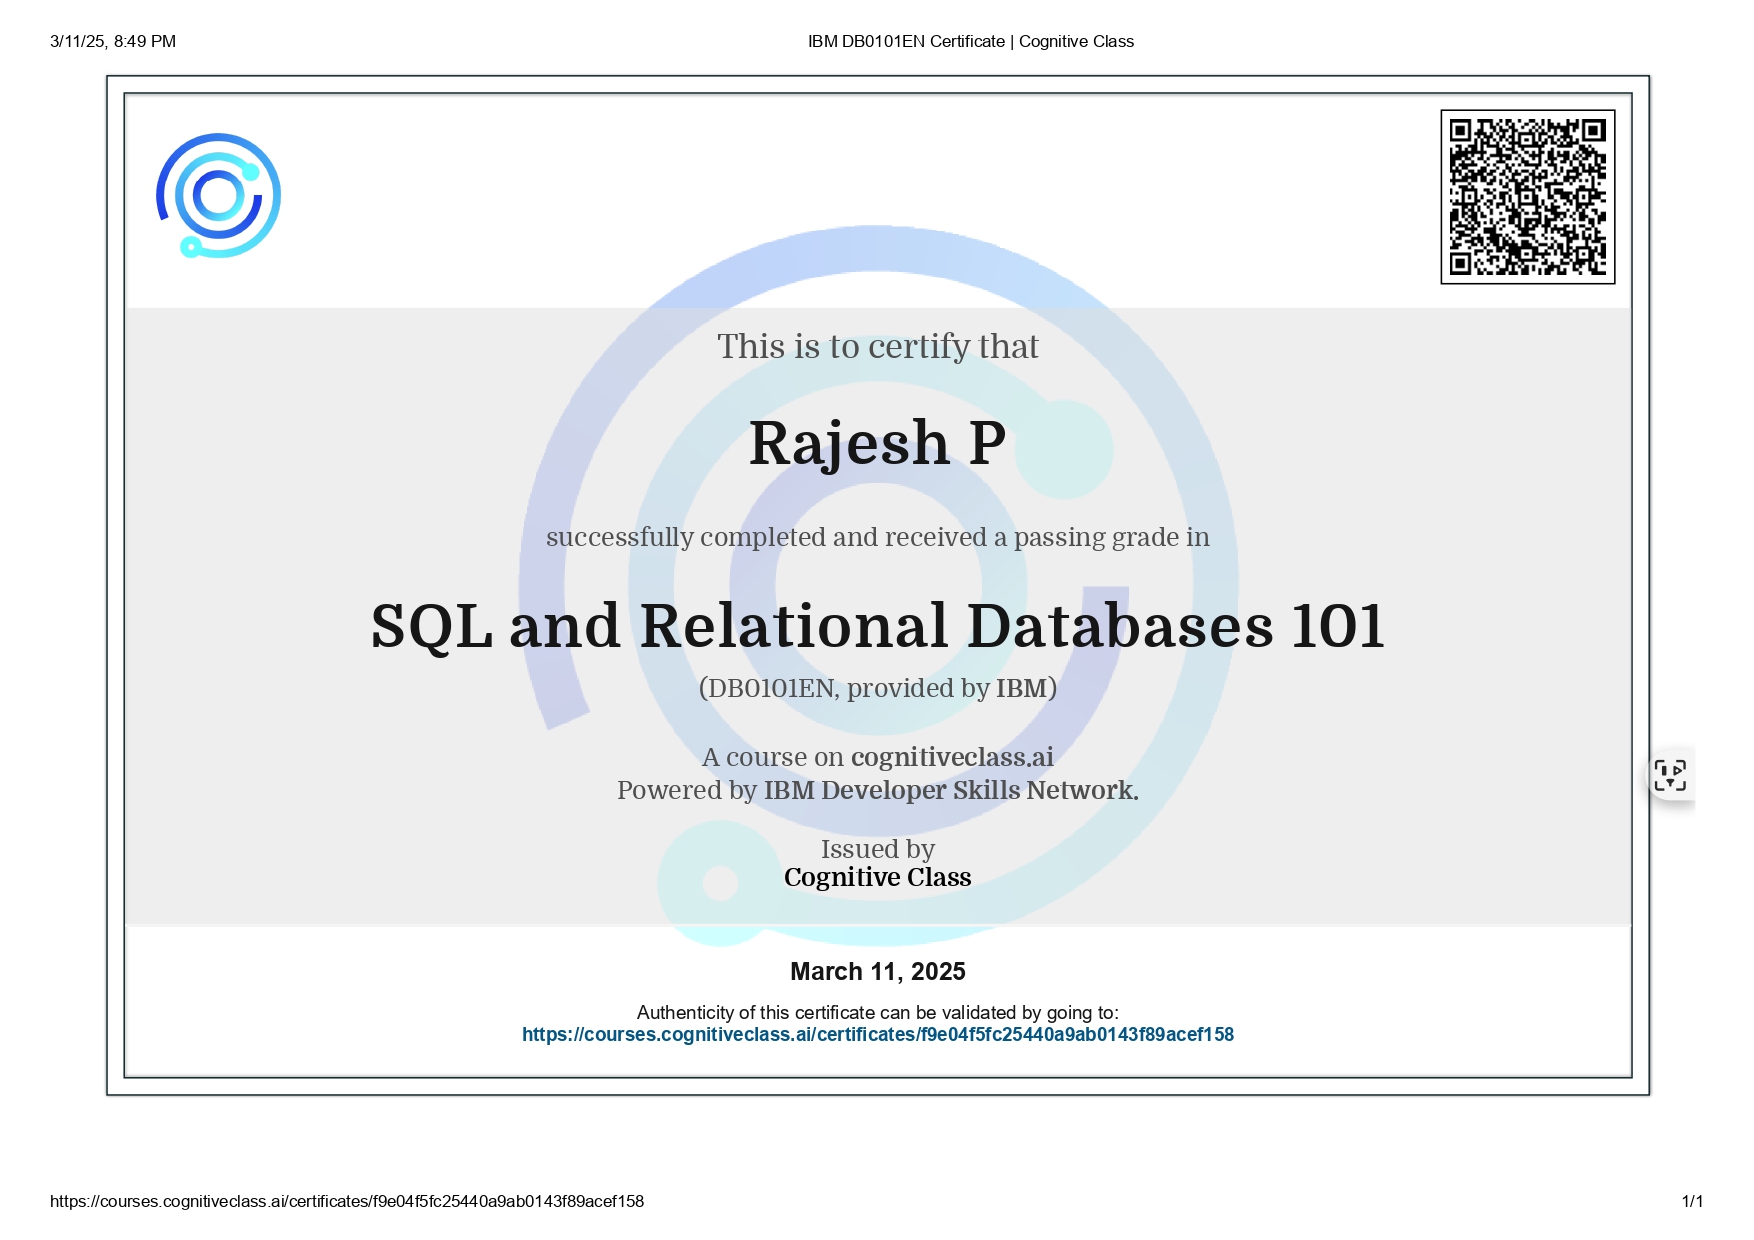 3/11/25, 8:49 PM
IBM DB0101EN Certificate | Cognitive Class
This is to certify that
Rajesh P
successfully completed and received a passing grade in
SQL and Relational Databases 101
(DB0101EN, provided by IBM)
A course on cognitiveclass.ai
Powered by IBM Developer Skills Network.
Issued by
Cognitive Class
March 11, 2025
Authenticity of this certificate can be validated by going to:
https://courses.cognitiveclass.ai/certificates/f9e04f5fc25440a9ab0143f89acef158
https://courses.cognitiveclass.ai/certificates/f9e04f5fc25440a9ab0143f89acef158
1/1